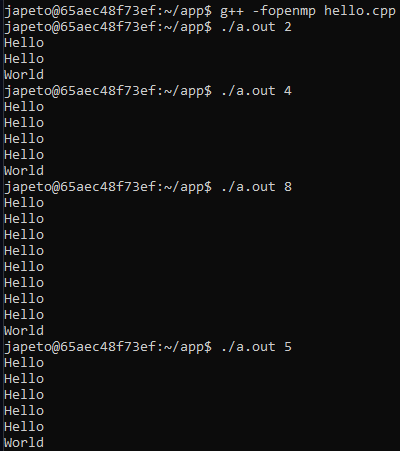 japeto@65aec48f73ef:~/app$ g++ -fopenmp hello.cpp
japeto@65aec48f73ef:~/app$ ./a.out 2
Hello
Hello
World
japeto@65aec48f73ef:~/app$ ./a.out 4
Hello
Hello
Hello
Hello
World
japeto@65aec48f73ef:~/app$ ./a.out 8
Hello
Hello
Hello
Hello
Hello
Hello
Hello
Hello
World
japeto@65aec48f73ef:~/app$ ./a.out 5
Hello
Hello
Hello
Hello
Hello
World